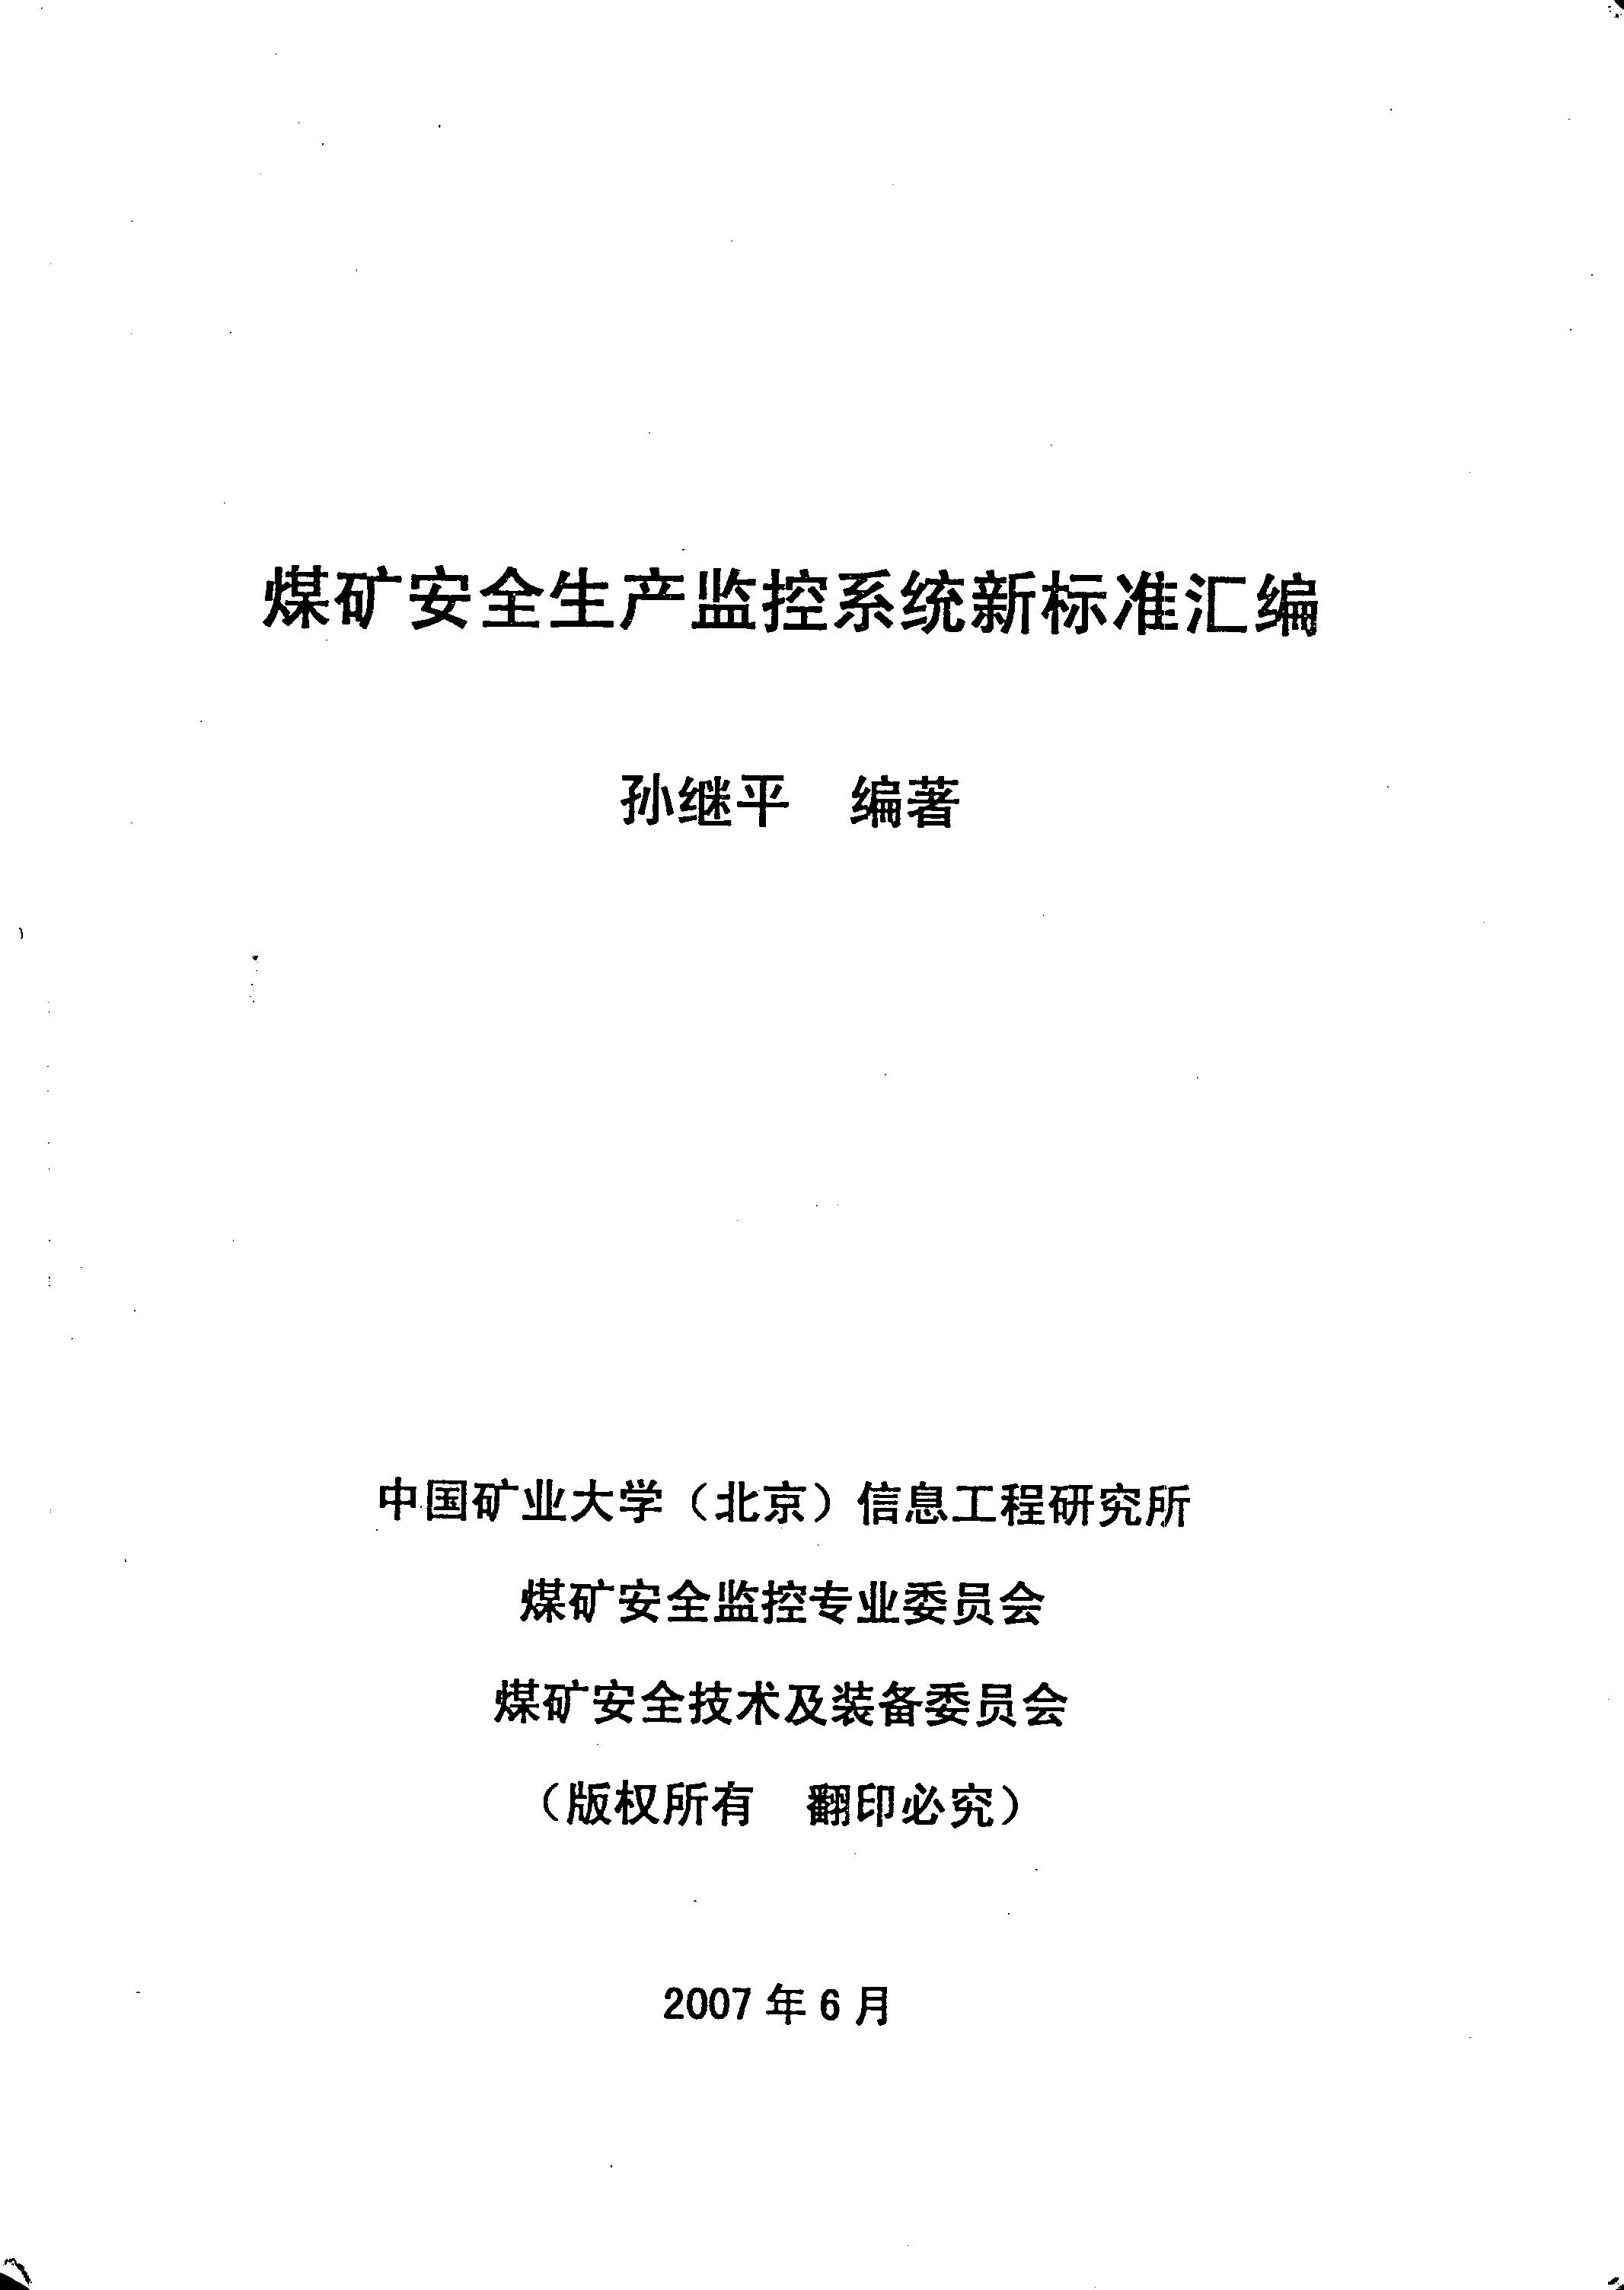 煤矿安全生产监控系统新标准汇编
孙继平　编著
中国矿业大学（北京）信息工程研究所
煤矿安全监控专业委员会
煤矿安全技术及装备委员会
（版权所有　翻印必究）
2007 年 6 月